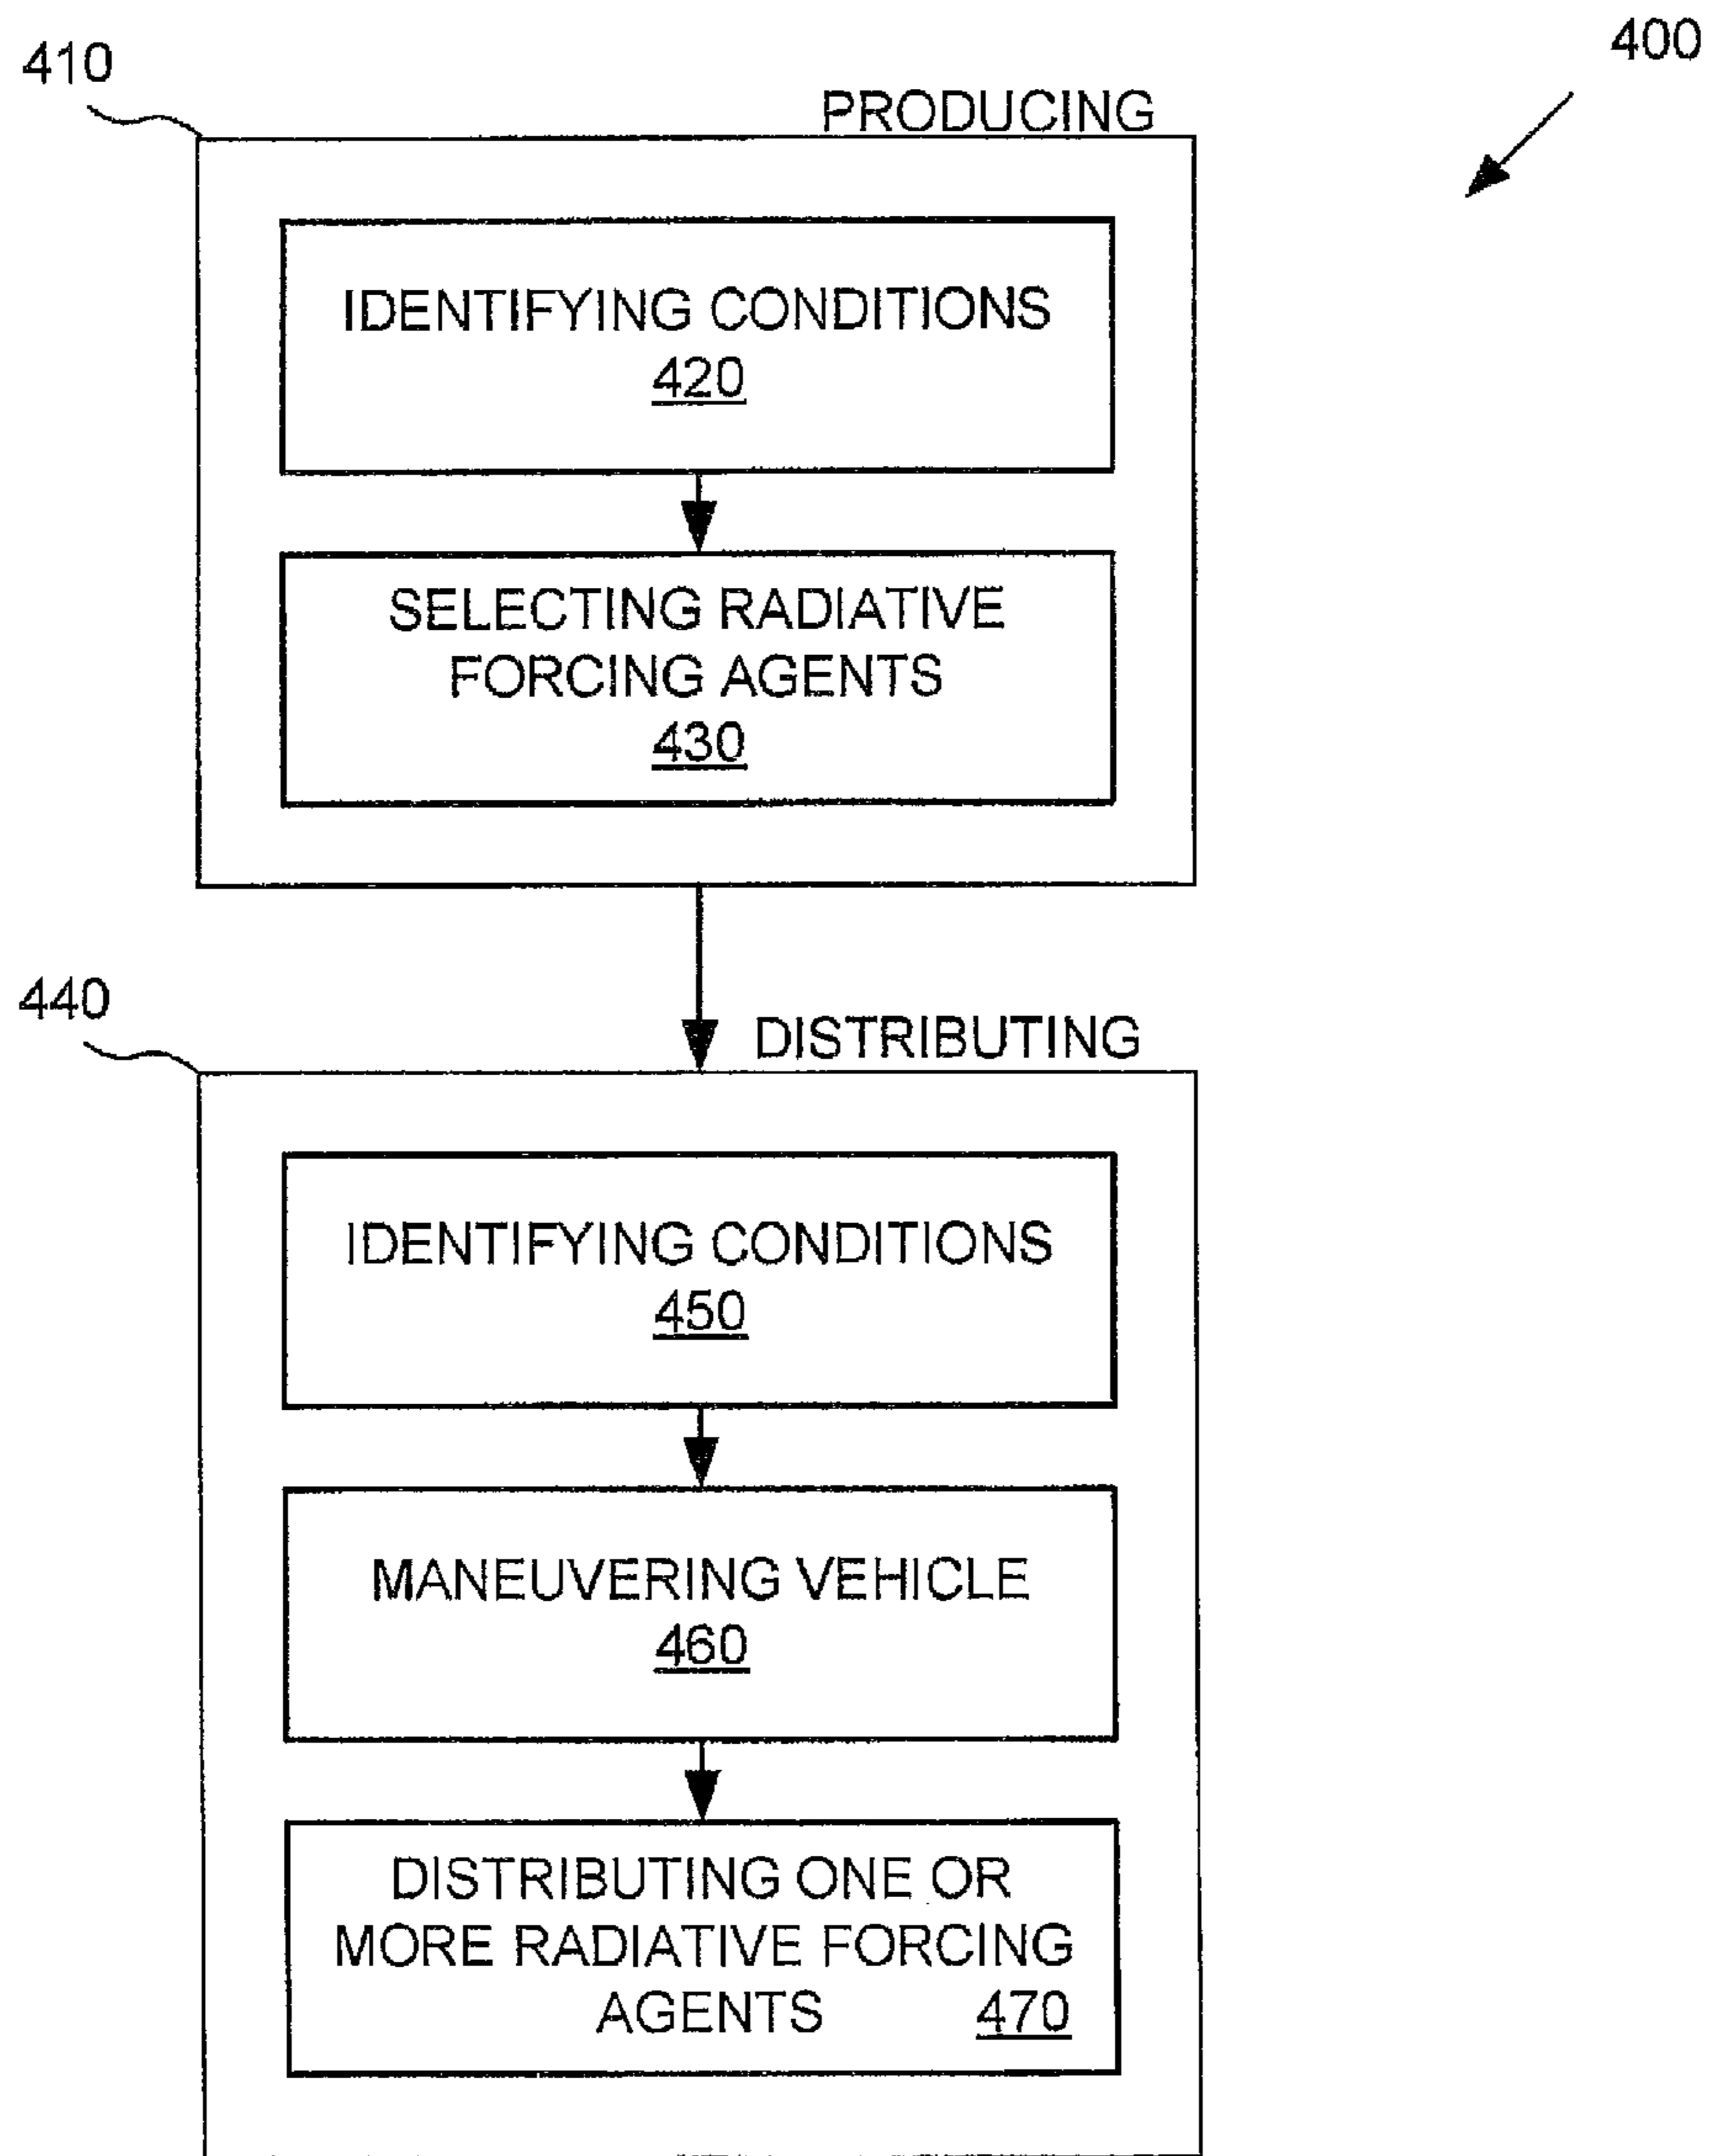 400
410
PRODUCING
IDENTIFYING CONDITIONS
420
SELECTING RADIATIVE
FORCING AGENTS
430
440
DISTRIBUTING
IDENTIFYING CONDITIONS
450
MANEUVERING VEHICLE
460
DISTRIBUTING ONE OR
MORE RADIATIVE FORCING
AGENTS 470